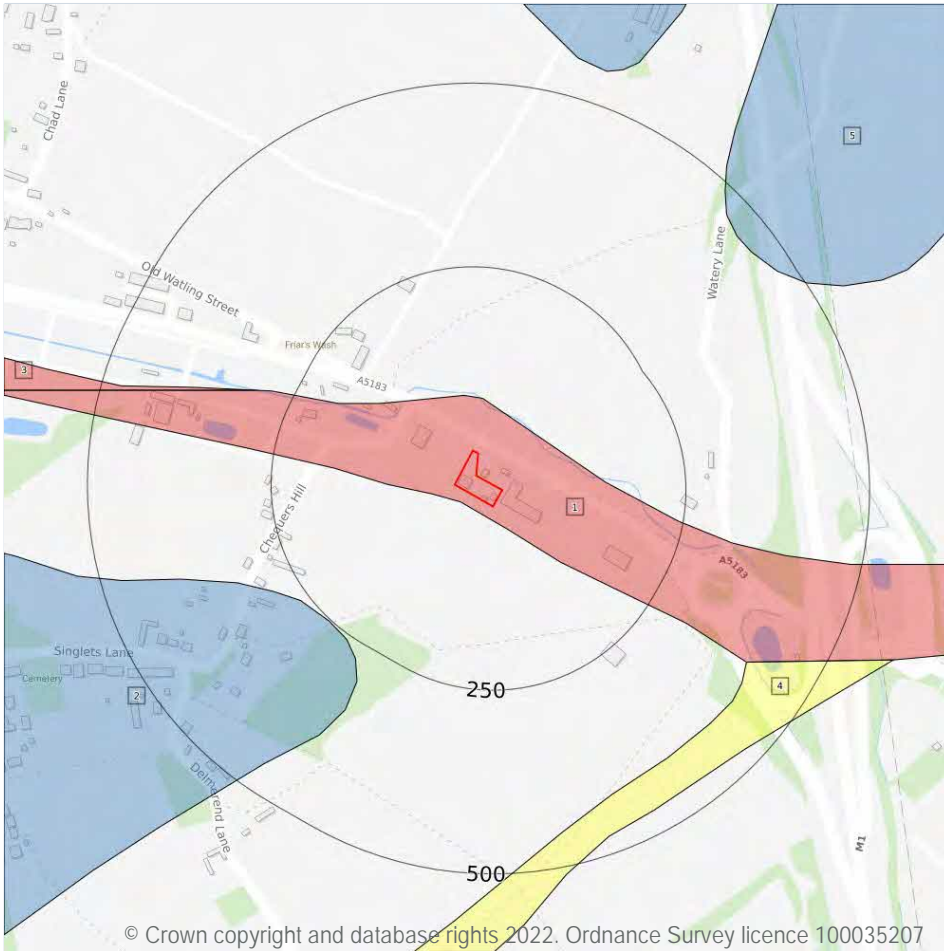 Chad Lane
5
Old Watling Street
Friar's Wash
Watery Lane
3
A5183
1
Chequers Hill
A5183
Singlets Lane
Cemetery
2
250
4
Delmerend Lane
M1
500
© Crown copyright and database rights 2022. Ordnance Survey licence 100035207